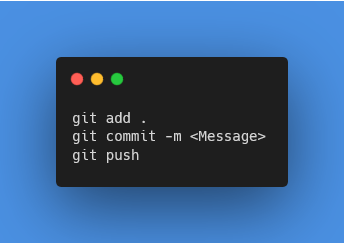 git add .
git commit -m <Message>
git push